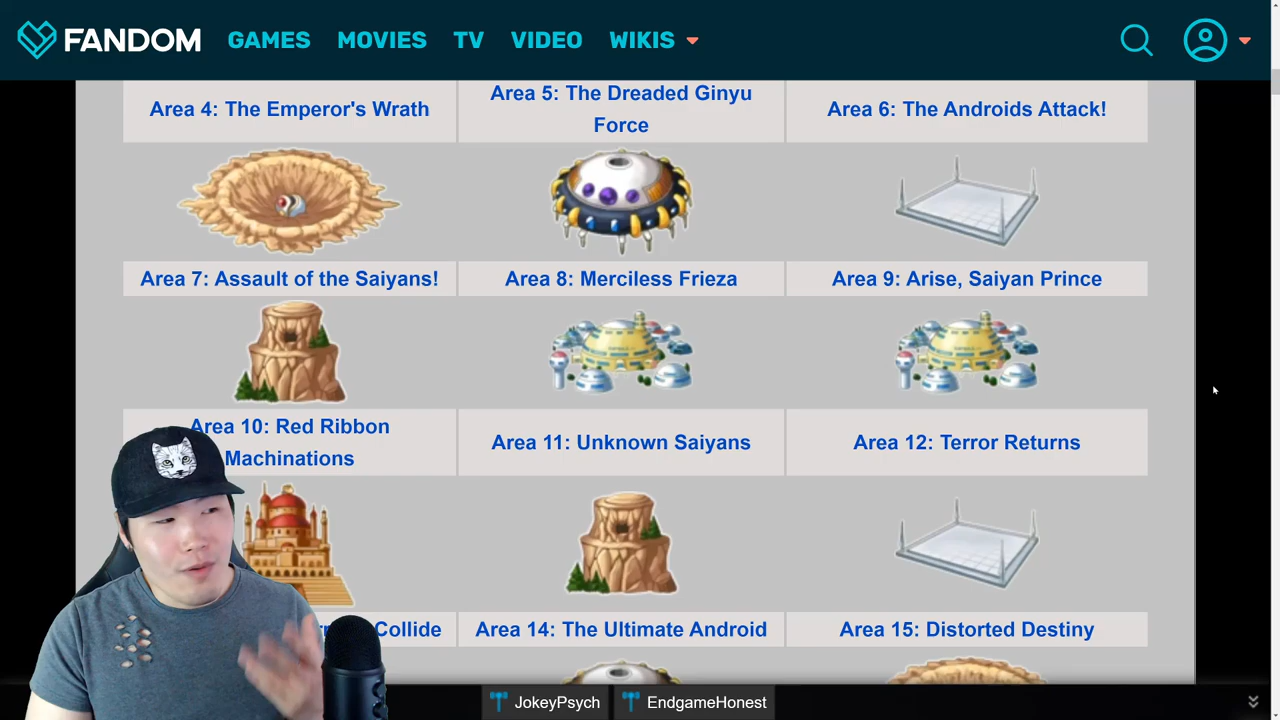 FANDOM GAMES MOVIES TV VIDEO WIKIS
Area 4: The Emperor's Wrath
Area 5: The Dreaded Ginyu
Force
Area 6: The Androids Attack!
Area 7: Assault of the Saiyans!
Area 8: Merciless Frieza
Area 9: Arise, Saiyan Prince
Area 10: Red Ribbon
Machinations
Area 11: Unknown Saiyans
Area 12: Terror Returns
Collide
Area 14: The Ultimate Android
Area 15: Distorted Destiny
JokeyPsych
EndgameHonest